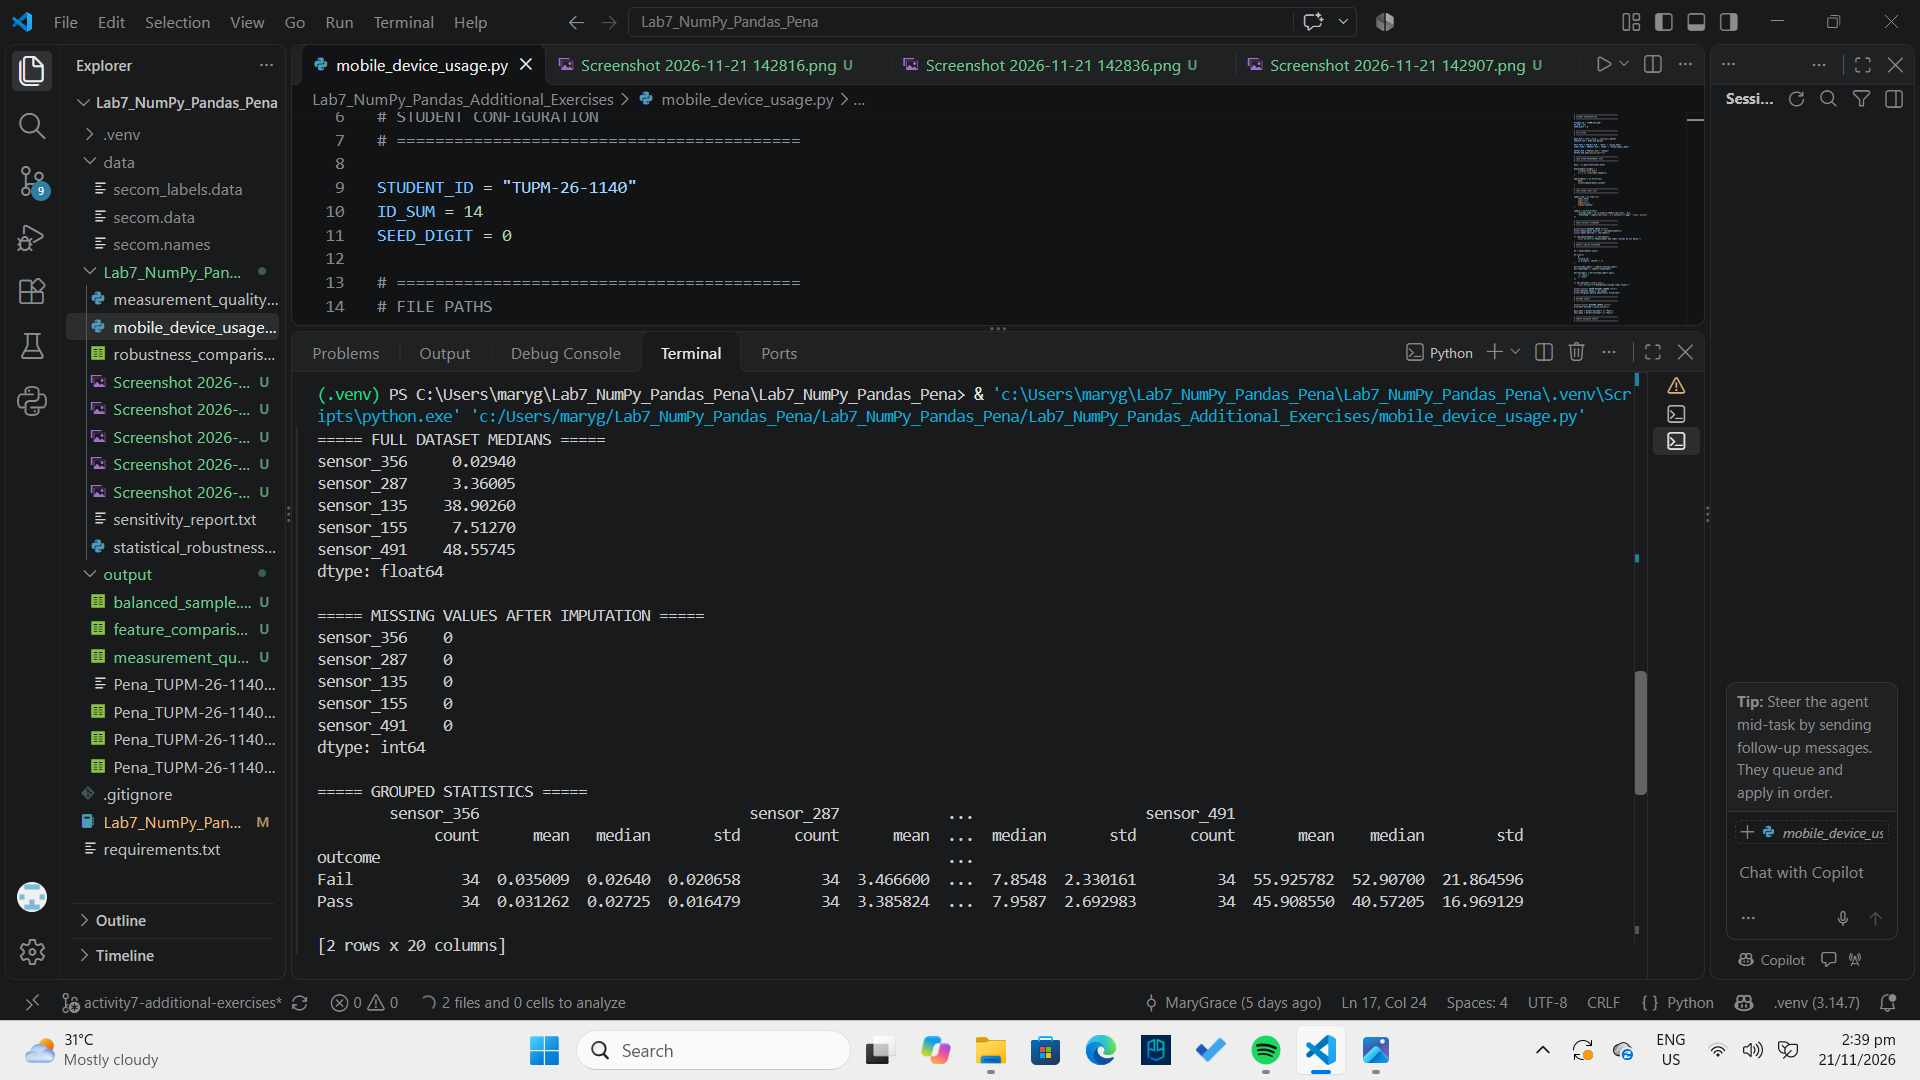 File Edit Selection View Go Run Terminal Help
Lab7_NumPy_Pandas_Pena
Explorer
Lab7_NumPy_Pandas_Pena
.venv
data
secom_labels.data
secom.data
secom.names
Lab7_NumPy_Pan...
measurement_quality...
mobile_device_usage...
robustness_comparis...
Screenshot 2026-... U
Screenshot 2026-... U
Screenshot 2026-... U
Screenshot 2026-... U
Screenshot 2026-... U
sensitivity_report.txt
statistical_robustness...
output
balanced_sample.... U
feature_comparis... U
measurement_qu... U
Pena_TUPM-26-1140...
Pena_TUPM-26-1140...
Pena_TUPM-26-1140...
Pena_TUPM-26-1140...
.gitignore
Lab7_NumPy_Pan... M
requirements.txt
Outline
Timeline
9
mobile_device_usage.py Screenshot 2026-11-21 142816.png U Screenshot 2026-11-21 142836.png U Screenshot 2026-11-21 142907.png U
Lab7_NumPy_Pandas_Additional_Exercises > mobile_device_usage.py > ...
6 # STUDENT CONFIGURATION
7 # ==========================================
8
9 STUDENT_ID = "TUPM-26-1140"
10 ID_SUM = 14
11 SEED_DIGIT = 0
12
13 # ==========================================
14 # FILE PATHS
Problems Output Debug Console Terminal Ports
Python
(.venv) PS C:\Users\maryg\Lab7_NumPy_Pandas_Pena\Lab7_NumPy_Pandas_Pena> & 'c:\Users\maryg\Lab7_NumPy_Pandas_Pena\Lab7_NumPy_Pandas_Pena\.venv\Scr
ipts\python.exe' 'c:/Users/maryg/Lab7_NumPy_Pandas_Pena/Lab7_NumPy_Pandas_Pena/Lab7_NumPy_Pandas_Additional_Exercises/mobile_device_usage.py'
===== FULL DATASET MEDIANS =====
sensor_356 0.02940
sensor_287 3.36005
sensor_135 38.90260
sensor_155 7.51270
sensor_491 48.55745
dtype: float64
===== MISSING VALUES AFTER IMPUTATION =====
sensor_356 0
sensor_287 0
sensor_135 0
sensor_155 0
sensor_491 0
dtype: int64
===== GROUPED STATISTICS =====
sensor_356 sensor_287 ... sensor_491
count mean median std count mean ... median std count mean median std
outcome ...
Fail 34 0.035009 0.02640 0.020658 34 3.466600 ... 7.8548 2.330161 34 55.925782 52.90700 21.864596
Pass 34 0.031262 0.02725 0.016479 34 3.385824 ... 7.9587 2.692983 34 45.908550 40.57205 16.969129
[2 rows x 20 columns]
Sessi...
Tip: Steer the agent
mid-task by sending
follow-up messages.
They queue and
apply in order.
mobile_device_us
Chat with Copilot
Copilot
activity7-additional-exercises* 0 0 2 files and 0 cells to analyze
MaryGrace (5 days ago) Ln 17, Col 24 Spaces: 4 UTF-8 CRLF { } Python .venv (3.14.7)
31°C
Mostly cloudy
Search
ENG
US
2:39 pm
21/11/2026